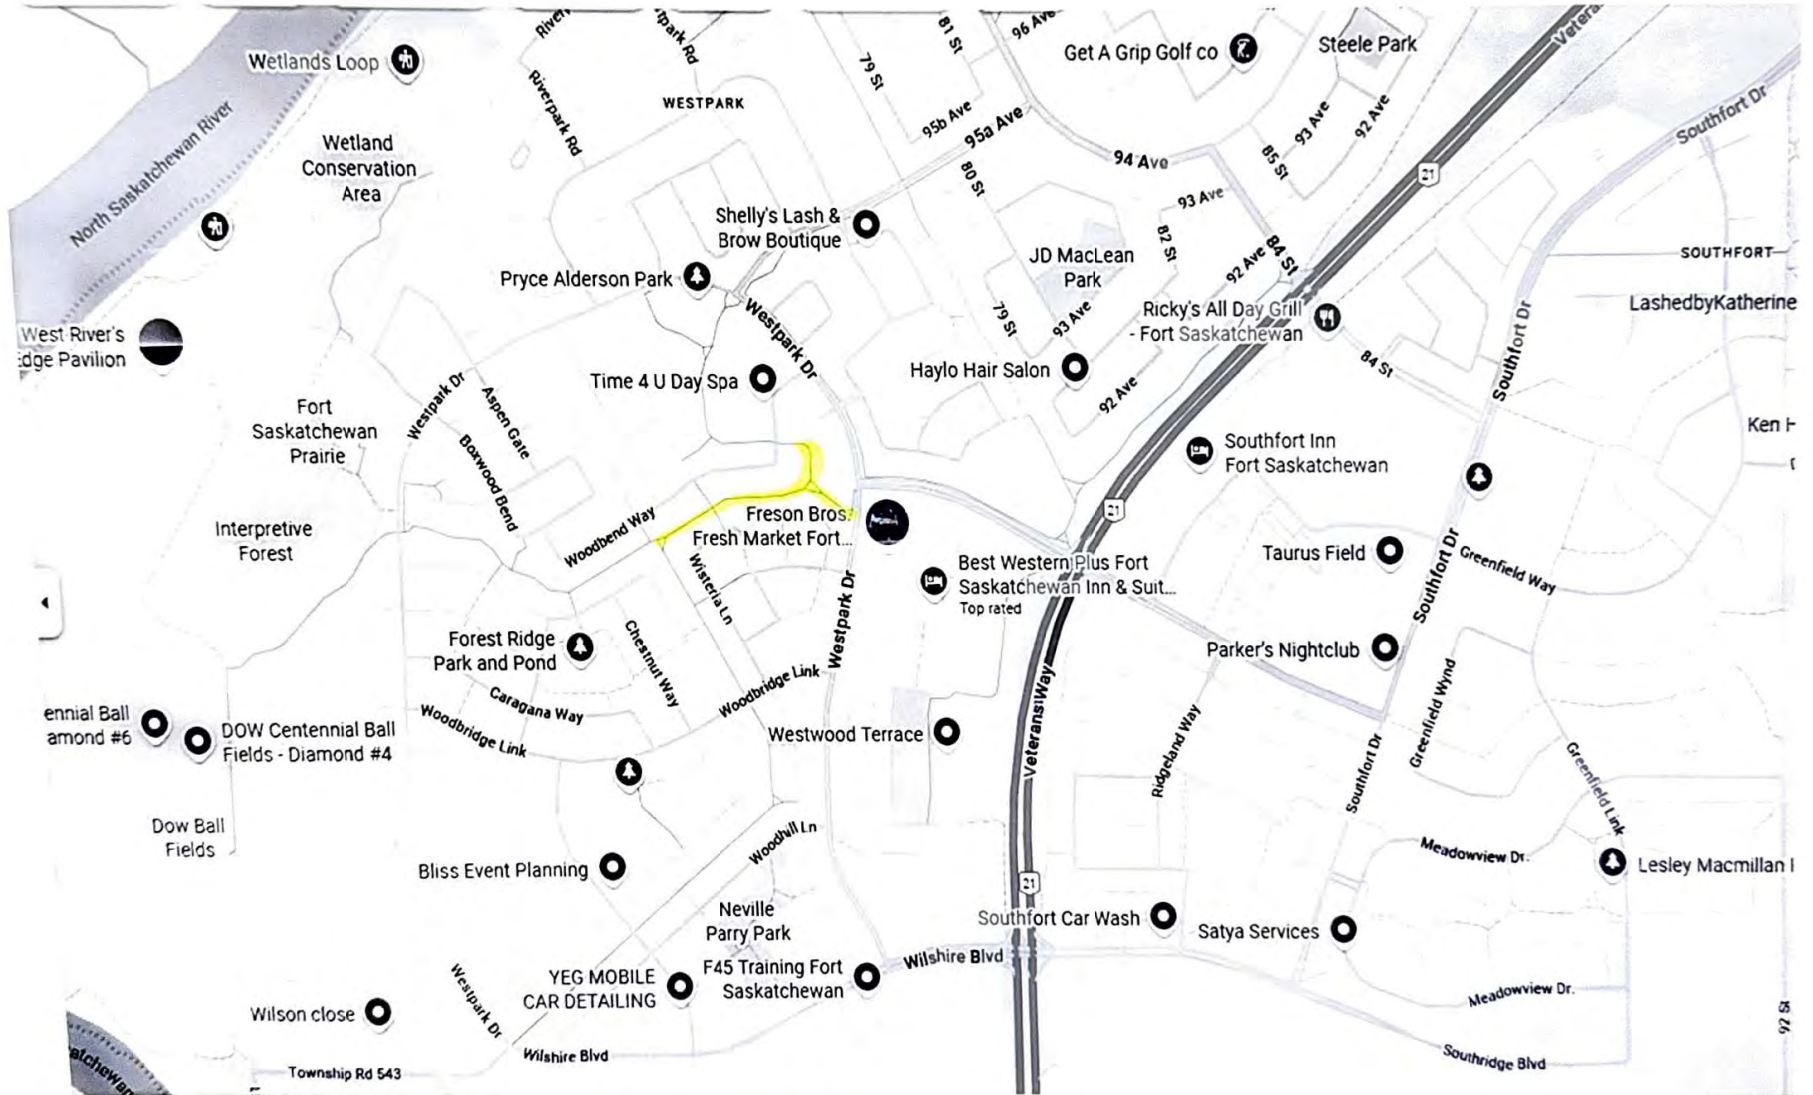 Wetlands Loop
North Saskatchewan River
Wetland
Conservation
Area
Riverpark Rd
WESTPARK
79 St
81 St
96 Ave
95b Ave
95a Ave
Get A Grip Golf co
Steele Park
94 Ave
93 Ave
92 Ave
85 St
21
Southfort Dr
Shelly's Lash &
Brow Boutique
80 St
93 Ave
82 St
JD MacLean
Park
92 Ave
84 St
SOUTHFORT
LashedbyKatherine
Pryce Alderson Park
Westpark Dr
79 St
93 Ave
Ricky's All Day Grill
- Fort Saskatchewan
West River's
Edge Pavilion
Time 4 U Day Spa
Haylo Hair Salon
92 Ave
84 St
Southfort Dr
Fort
Saskatchewan
Prairie
Westpark Dr
Aspen Gate
Boxwood Bend
Southfort Inn
Fort Saskatchewan
Ken
21
Interpretive
Forest
Woodbend Way
Freson Bros.
Fresh Market Fort...
Best Western Plus Fort
Saskatchewan Inn & Suit...
Top rated
Taurus Field
Southfort Dr
Greenfield Way
Wisteria Ln
Westpark Dr
Forest Ridge
Park and Pond
Chestnut Way
Parker's Nightclub
Caragana Way
Woodbridge Link
Woodbridge Link
Westwood Terrace
Veterans Way
Ridgeland Way
Greenfield Wynd
Southfort Dr
Greenfield Link
ennial Ball
amond #6
DOW Centennial Ball
Fields - Diamond #4
Dow Ball
Fields
Bliss Event Planning
Woodhill Ln
Meadowview Dr.
Lesley Macmillan
21
Neville
Parry Park
Southfort Car Wash
Satya Services
Wilshire Blvd
YEG MOBILE
CAR DETAILING
F45 Training Fort
Saskatchewan
Westpark Dr
Wilson close
Meadowview Dr.
92 St
Wilshire Blvd
Southridge Blvd
Township Rd 543